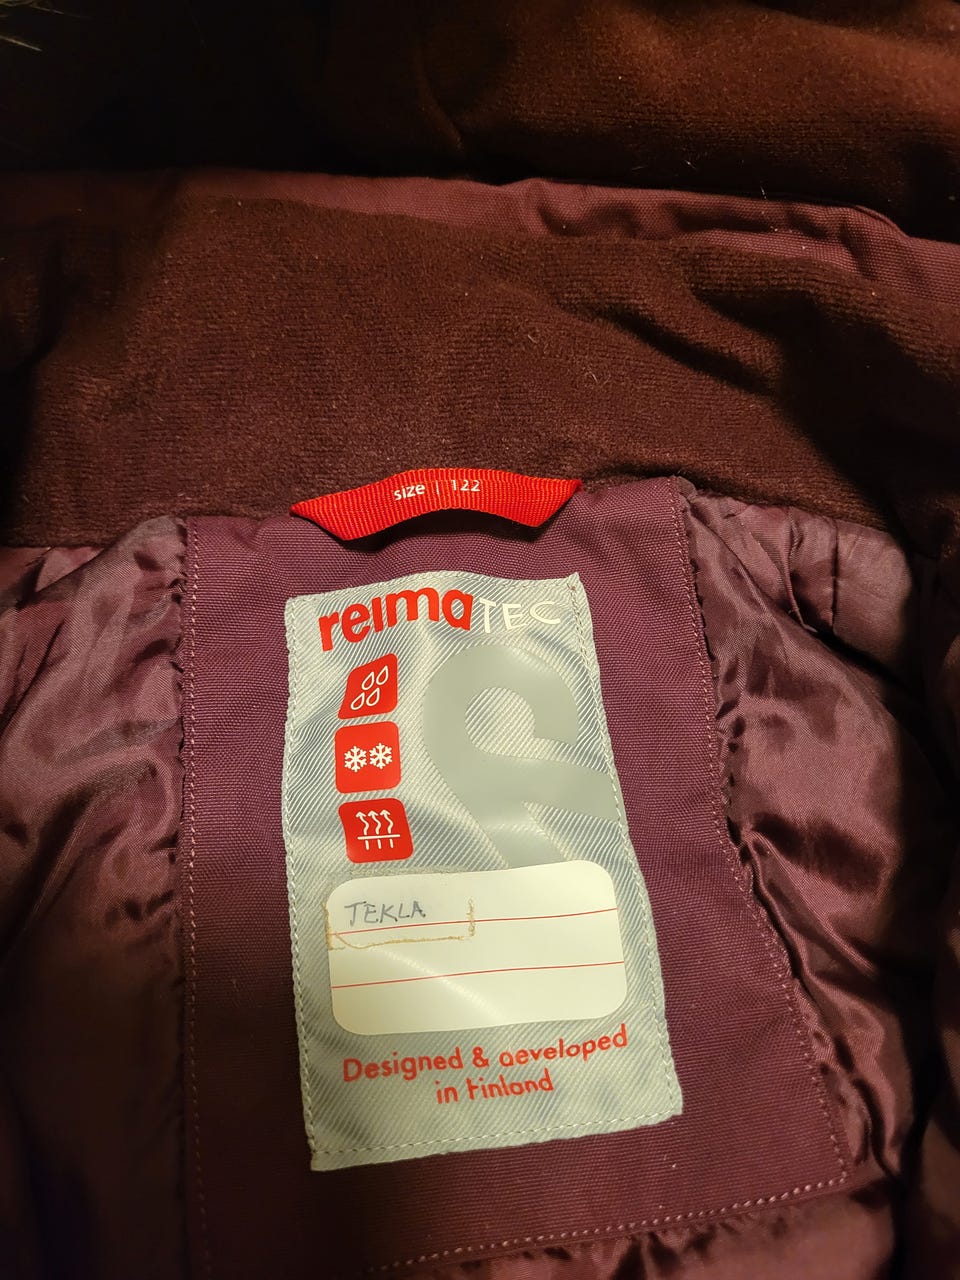 size | 122
reimaTEC
TEKLA
Designed & developed
in Finland